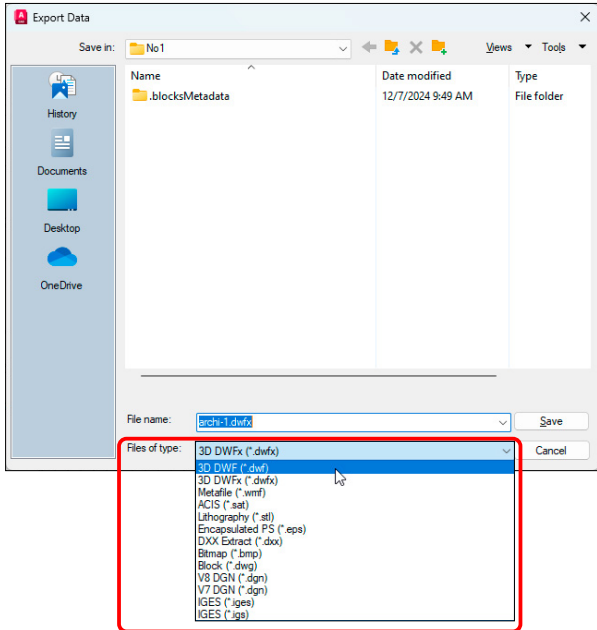 Export Data
Save in: No1 Views Tools
Name Date modified Type
.blocksMetadata 12/7/2024 9:49 AM File folder
History
Documents
Desktop
OneDrive
File name: archi-1.dwfx Save
Files of type: 3D DWFx (*.dwfx) Cancel
3D DWF (*.dwf)
3D DWFx (*.dwfx)
Metafile (*.wmf)
ACIS (*.sat)
Lithography (*.stl)
Encapsulated PS (*.eps)
DXX Extract (*.dxx)
Bitmap (*.bmp)
Block (*.dwg)
V8 DGN (*.dgn)
V7 DGN (*.dgn)
IGES (*.iges)
IGES (*.igs)